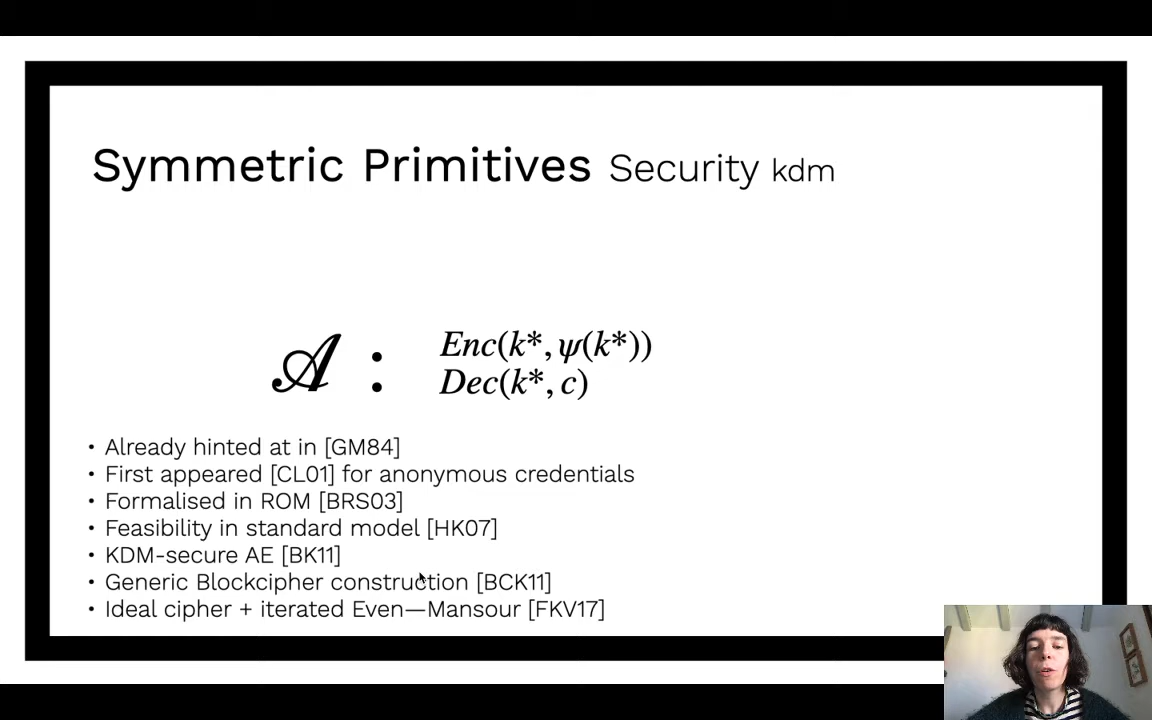 Symmetric Primitives Security kdm
𝒜 :
Enc(k*, ψ(k*))
Dec(k*, c)
• Already hinted at in [GM84]
• First appeared [CL01] for anonymous credentials
• Formalised in ROM [BRS03]
• Feasibility in standard model [HK07]
• KDM-secure AE [BK11]
• Generic Blockcipher construction [BCK11]
• Ideal cipher + iterated Even—Mansour [FKV17]